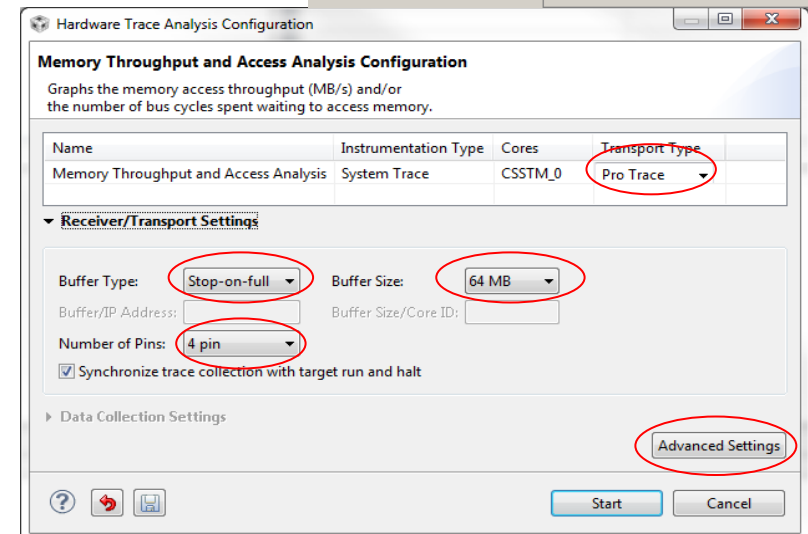 Hardware Trace Analysis Configuration
Memory Throughput and Access Analysis Configuration
Graphs the memory access throughput (MB/s) and/or
the number of bus cycles spent waiting to access memory.
Name Instrumentation Type Cores Transport Type
Memory Throughput and Access Analysis System Trace CSSTM_0 Pro Trace
Receiver/Transport Settings
Buffer Type: Stop-on-full Buffer Size: 64 MB
Buffer/IP Address: Buffer Size/Core ID:
Number of Pins: 4 pin
Synchronize trace collection with target run and halt
Data Collection Settings
Advanced Settings
? Start Cancel